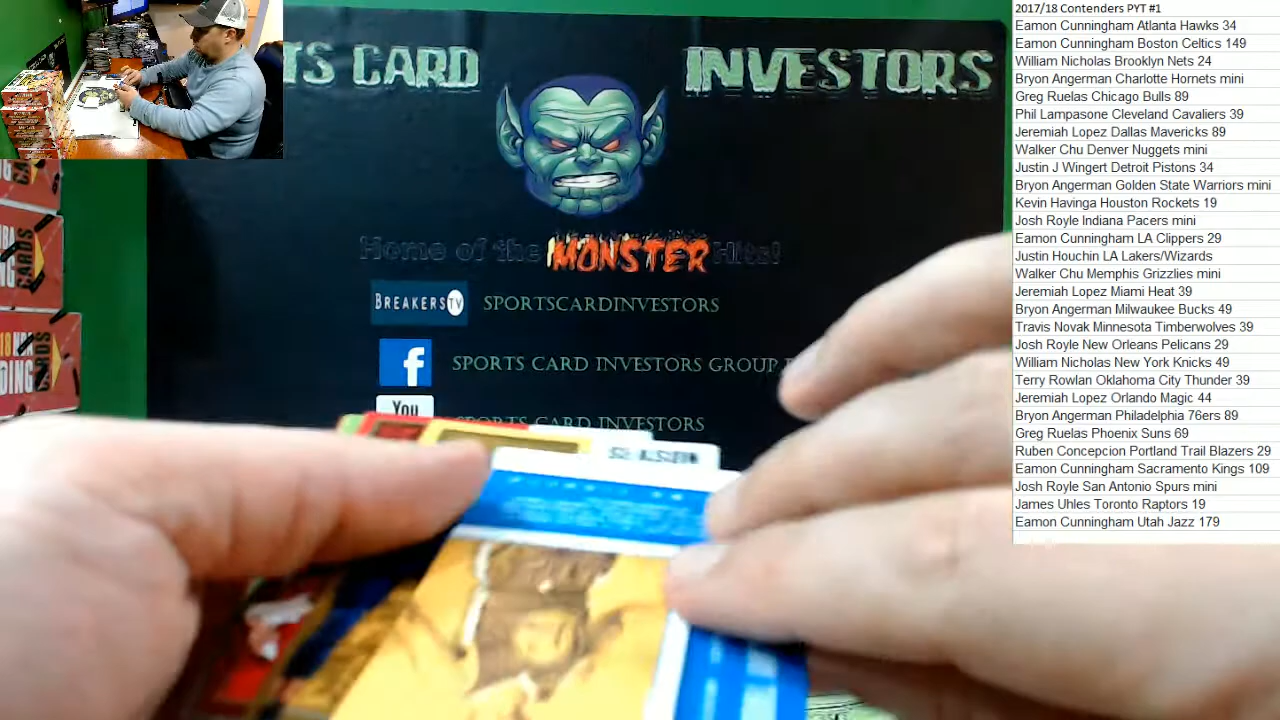 TS CARD INVESTORS
Home of the MONSTER Hits!
BREAKERSTV SPORTSCARDINVESTORS
f SPORTS CARD INVESTORS GROUP
You SPORTS CARD INVESTORS
SEASON
CARDS
CARDS
18 NBA
DING
CARDS
2017/18 Contenders PYT #1
Eamon Cunningham Atlanta Hawks 34
Eamon Cunningham Boston Celtics 149
William Nicholas Brooklyn Nets 24
Bryon Angerman Charlotte Hornets mini
Greg Ruelas Chicago Bulls 89
Phil Lampasone Cleveland Cavaliers 39
Jeremiah Lopez Dallas Mavericks 89
Walker Chu Denver Nuggets mini
Justin J Wingert Detroit Pistons 34
Bryon Angerman Golden State Warriors mini
Kevin Havinga Houston Rockets 19
Josh Royle Indiana Pacers mini
Eamon Cunningham LA Clippers 29
Justin Houchin LA Lakers/Wizards
Walker Chu Memphis Grizzlies mini
Jeremiah Lopez Miami Heat 39
Bryon Angerman Milwaukee Bucks 49
Travis Novak Minnesota Timberwolves 39
Josh Royle New Orleans Pelicans 29
William Nicholas New York Knicks 49
Terry Rowlan Oklahoma City Thunder 39
Jeremiah Lopez Orlando Magic 44
Bryon Angerman Philadelphia 76ers 89
Greg Ruelas Phoenix Suns 69
Ruben Concepcion Portland Trail Blazers 29
Eamon Cunningham Sacramento Kings 109
Josh Royle San Antonio Spurs mini
James Uhles Toronto Raptors 19
Eamon Cunningham Utah Jazz 179